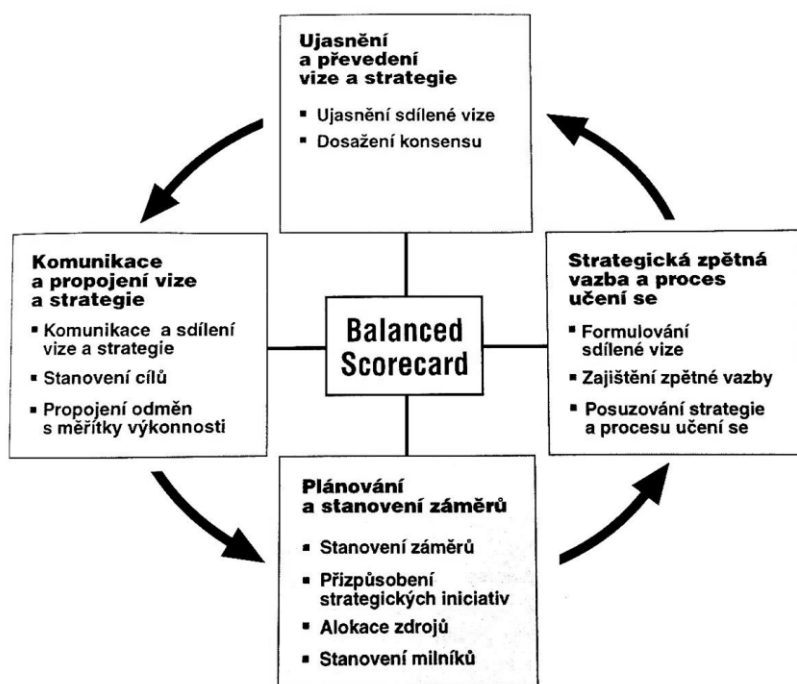 Ujasnění
a převedení
vize a strategie
▪ Ujasnění sdílené vize
▪ Dosažení konsensu
Komunikace
a propojení vize
a strategie
▪ Komunikace a sdílení
vize a strategie
▪ Stanovení cílů
▪ Propojení odměn
s měřítky výkonnosti
Balanced
Scorecard
Strategická zpětná
vazba a proces
učení se
▪ Formulování
sdílené vize
▪ Zajištění zpětné vazby
▪ Posuzování strategie
a procesu učení se
Plánování
a stanovení záměrů
▪ Stanovení záměrů
▪ Přizpůsobení
strategických iniciativ
▪ Alokace zdrojů
▪ Stanovení milníků